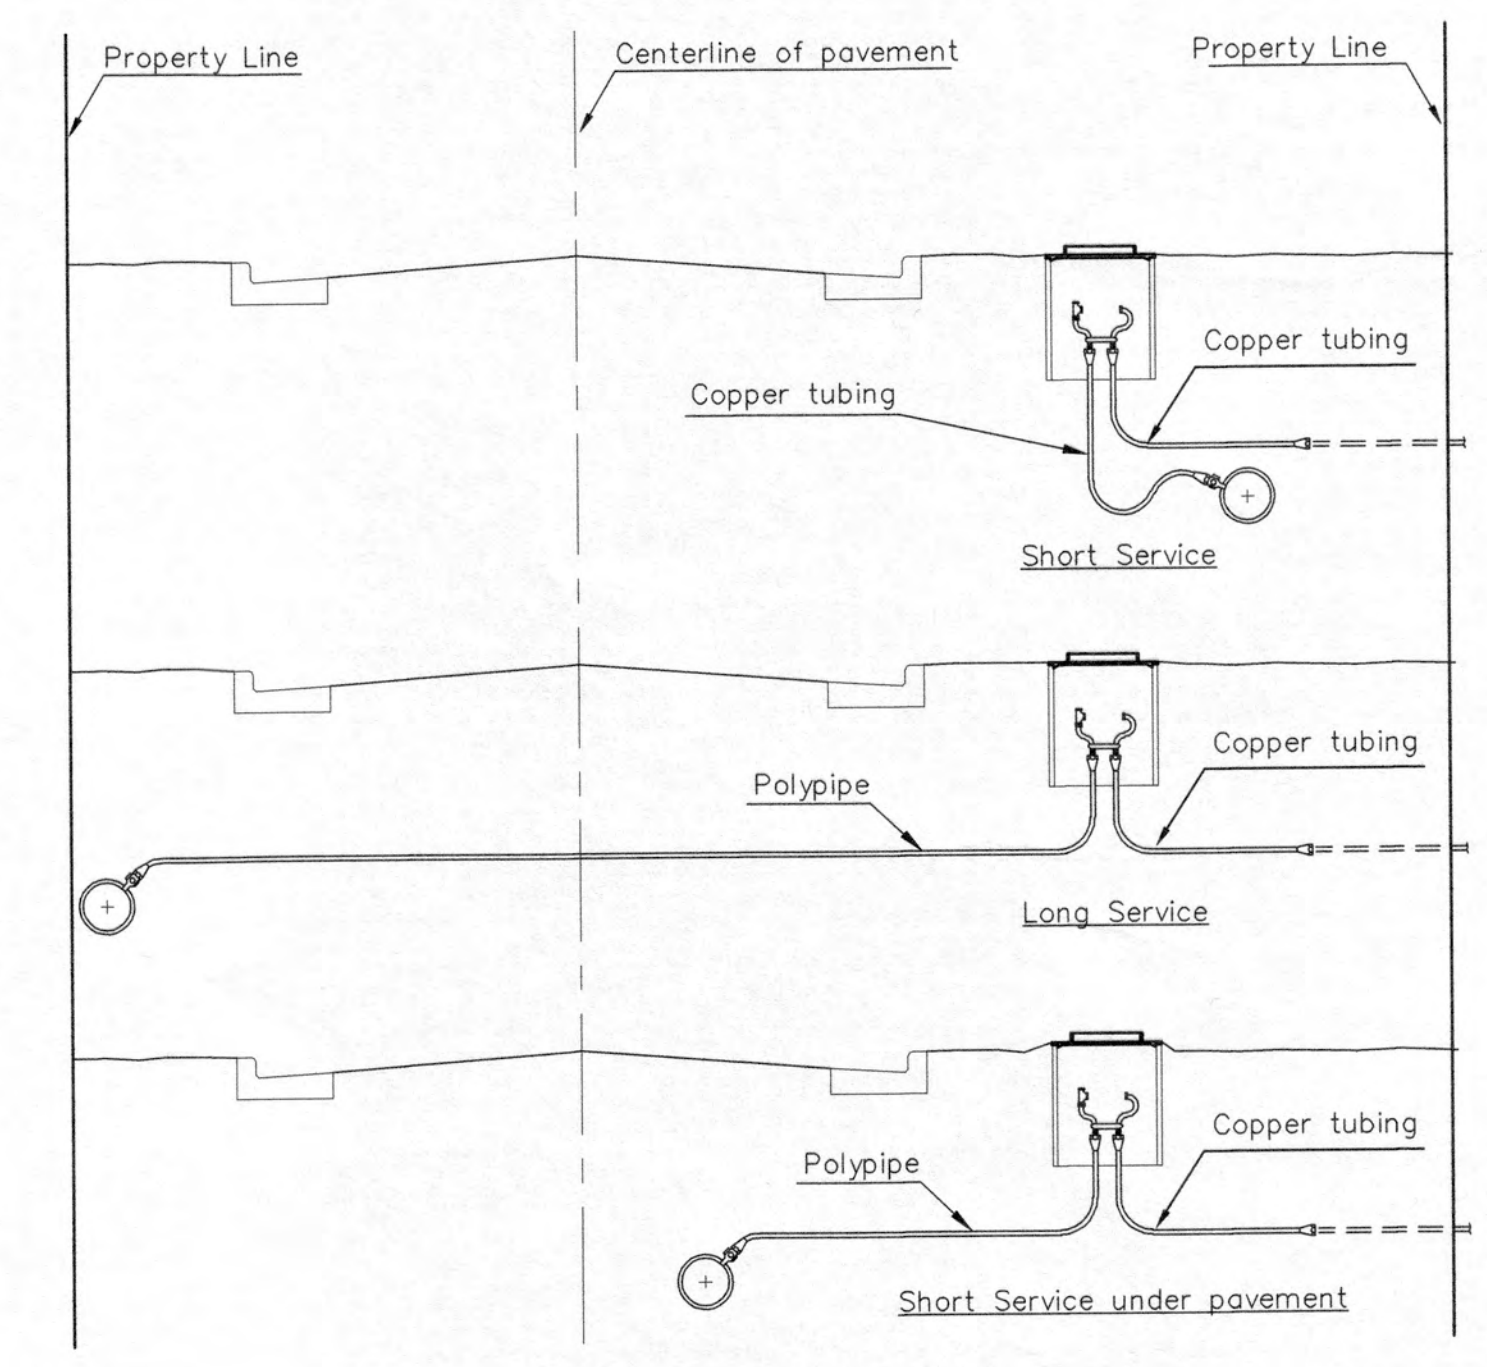 Property Line
Centerline of pavement
Property Line
Copper tubing
Copper tubing
Short Service
Copper tubing
Polypipe
Long Service
Copper tubing
Polypipe
Short Service under pavement